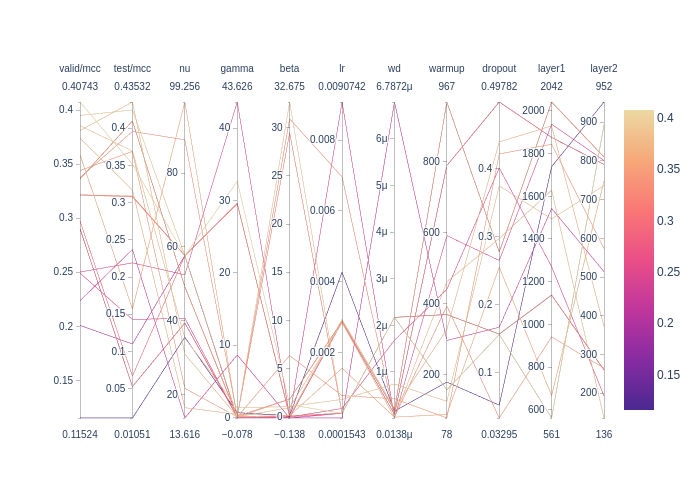 valid/mcc test/mcc nu gamma beta lr wd warmup dropout layer1 layer2
0.40743 0.43532 99.256 43.626 32.675 0.0090742 6.7872μ 967 0.49782 2042 952
0.4 0.35 0.3 0.25 0.2 0.15
0.4 0.35 0.3 0.25 0.2 0.15 0.1 0.05
80 60 40 20
40 30 20 10 0
30 25 20 15 10 5 0
0.008 0.006 0.004 0.002
6μ 5μ 4μ 3μ 2μ 1μ
800 600 400 200
0.4 0.3 0.2 0.1
2000 1800 1600 1400 1200 1000 800 600
900 800 700 600 500 400 300 200
0.11524 0.01051 13.616 −0.078 −0.138 0.0001543 0.0138μ 78 0.03295 561 136
0.4
0.35
0.3
0.25
0.2
0.15